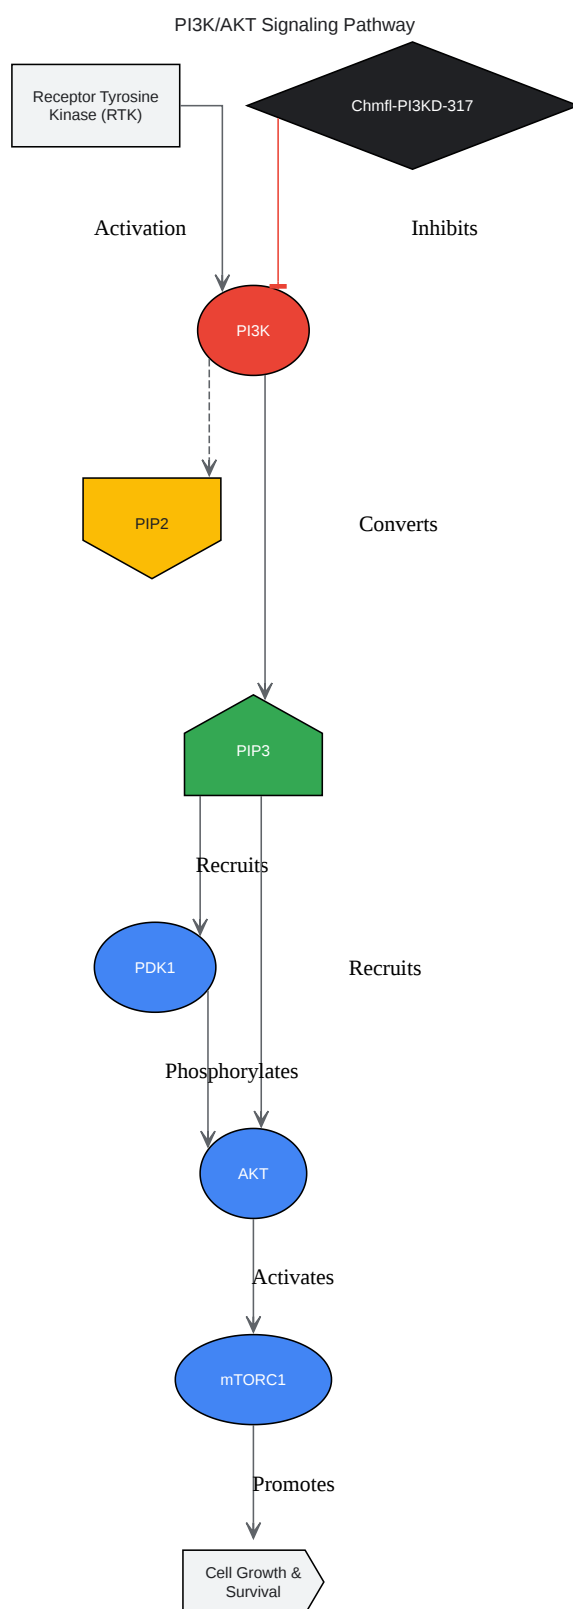 PI3K/AKT Signaling Pathway
Receptor Tyrosine
Kinase (RTK)
Chmfl-PI3KD-317
Activation
Inhibits
PI3K
PIP2
Converts
PIP3
Recruits
PDK1
Recruits
Phosphorylates
AKT
Activates
mTORC1
Promotes
Cell Growth &
Survival